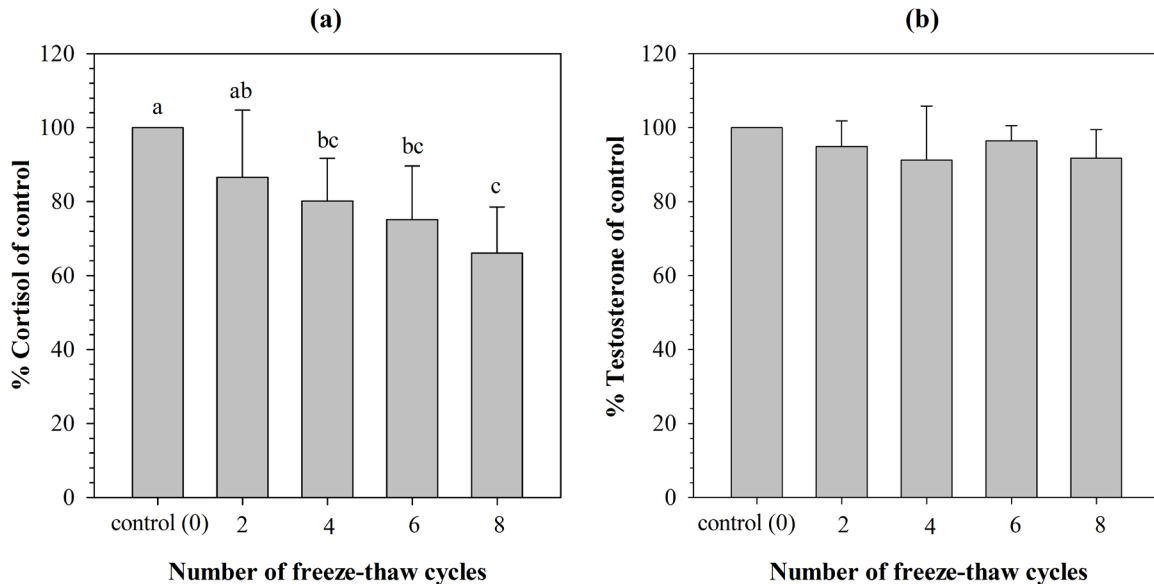 (a)
% Cortisol of control
120
100
80
60
40
20
0
a
ab
bc
bc
c
control (0)
2
4
6
8
Number of freeze-thaw cycles
(b)
% Testosterone of control
120
100
80
60
40
20
0
control (0)
2
4
6
8
Number of freeze-thaw cycles